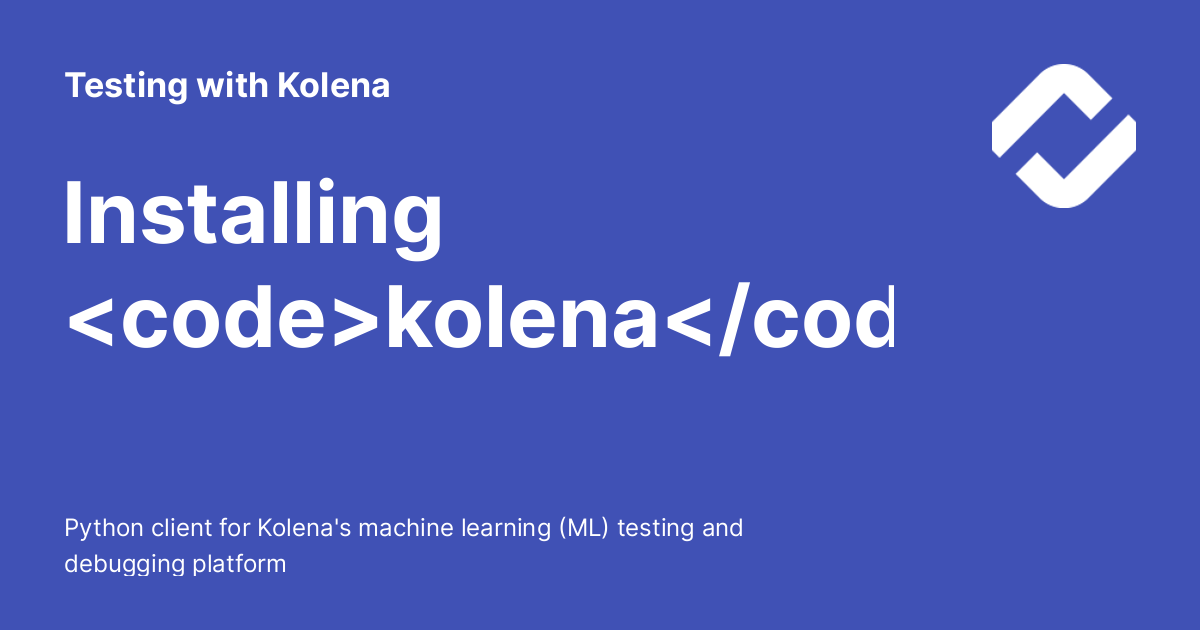 Testing with Kolena
Installing
<code>kolena</cod
Python client for Kolena's machine learning (ML) testing and
debugging platform